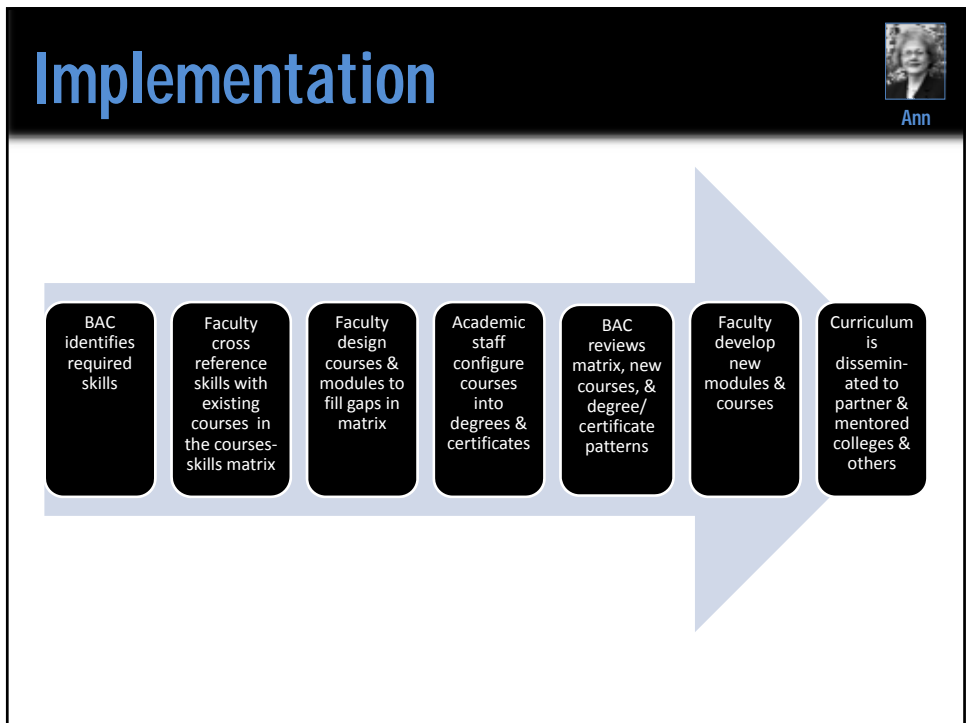 Implementation
Ann
BAC
identifies
required
skills
Faculty
cross
reference
skills with
existing
courses in
the courses-
skills matrix
Faculty
design
courses &
modules to
fill gaps in
matrix
Academic
staff
configure
courses
into
degrees &
certificates
BAC
reviews
matrix, new
courses, &
degree/
certificate
patterns
Faculty
develop
new
modules &
courses
Curriculum
is
dissemin-
ated to
partner &
mentored
colleges &
others